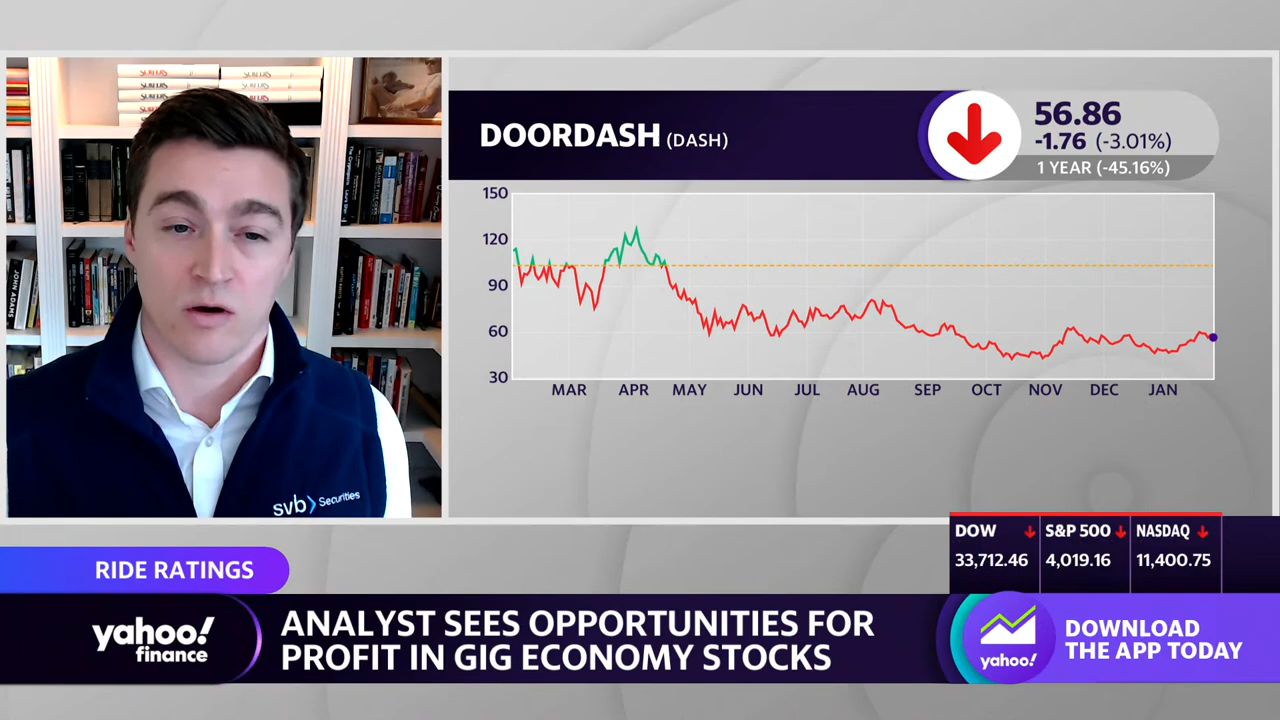 JOHN ADAMS
svb> Securities
DOORDASH (DASH)
56.86
-1.76 (-3.01%)
1 YEAR (-45.16%)
150
120
90
60
30
MAR APR MAY JUN JUL AUG SEP OCT NOV DEC JAN
DOW S&P 500 NASDAQ
33,712.46 4,019.16 11,400.75
RIDE RATINGS
yahoo!
finance
ANALYST SEES OPPORTUNITIES FOR
PROFIT IN GIG ECONOMY STOCKS
yahoo!
DOWNLOAD
THE APP TODAY